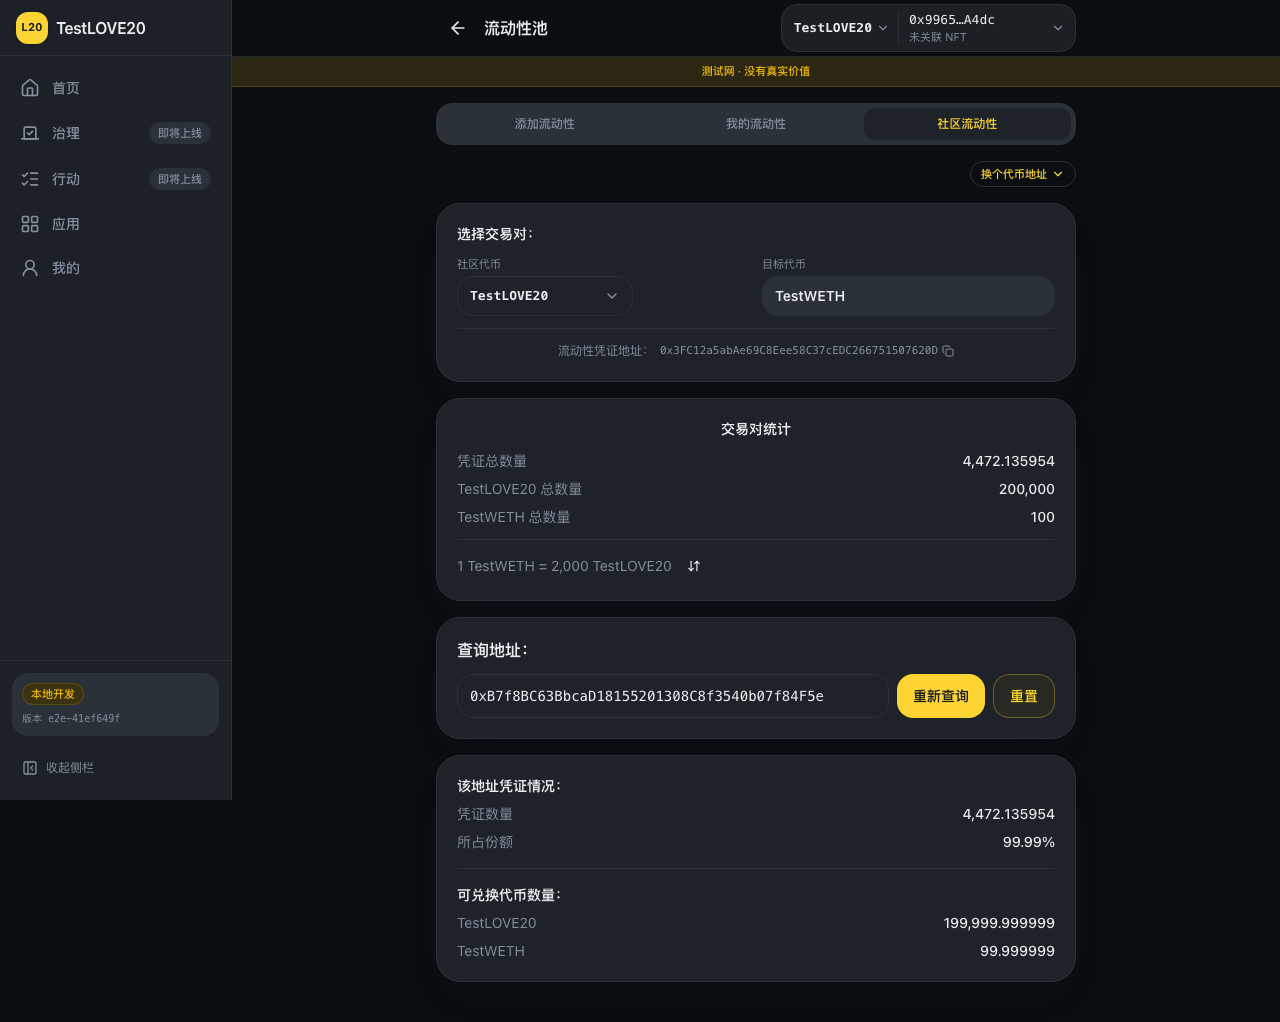 L20 TestLOVE20
首页
治理 即将上线
行动 即将上线
应用
我的
本地开发
版本 e2e-41ef649f
收起侧栏
流动性池
TestLOVE20
0x9965…A4dc
未关联 NFT
测试网 · 没有真实价值
添加流动性 我的流动性 社区流动性
换个代币地址
选择交易对：
社区代币 目标代币
TestLOVE20 TestWETH
流动性凭证地址： 0x3FC12a5abAe69C8Eee58C37cEDC266751507620D
交易对统计
凭证总数量 4,472.135954
TestLOVE20 总数量 200,000
TestWETH 总数量 100
1 TestWETH = 2,000 TestLOVE20
查询地址：
0xB7f8BC63BbcaD18155201308C8f3540b07f84F5e 重新查询 重置
该地址凭证情况：
凭证数量 4,472.135954
所占份额 99.99%
可兑换代币数量：
TestLOVE20 199,999.999999
TestWETH 99.999999